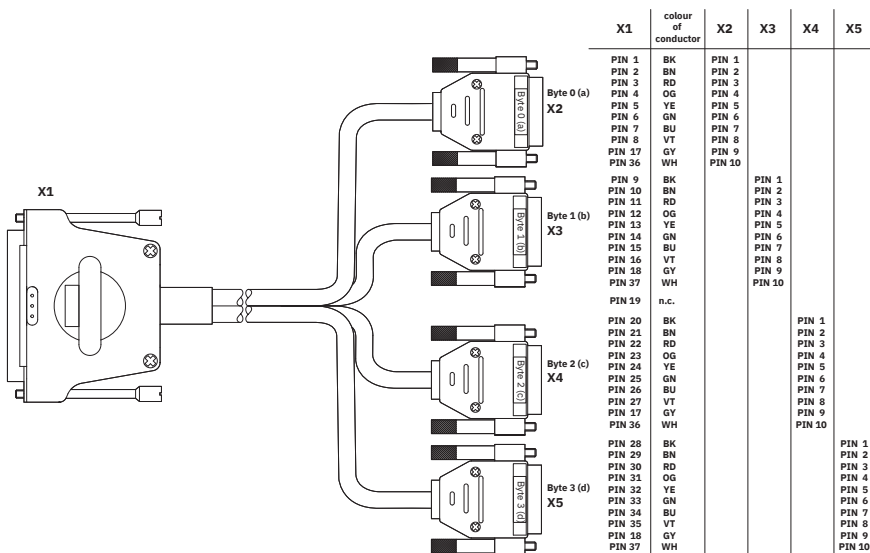 X1 colour of conductor X2 X3 X4 X5
PIN 1 BK PIN 1
PIN 2 BN PIN 2
PIN 3 RD PIN 3
PIN 4 OG PIN 4
PIN 5 YE PIN 5
PIN 6 GN PIN 6
PIN 7 BU PIN 7
PIN 8 VT PIN 8
PIN 17 GY PIN 9
PIN 36 WH PIN 10
PIN 9 BK PIN 1
PIN 10 BN PIN 2
PIN 11 RD PIN 3
PIN 12 OG PIN 4
PIN 13 YE PIN 5
PIN 14 GN PIN 6
PIN 15 BU PIN 7
PIN 16 VT PIN 8
PIN 18 GY PIN 9
PIN 37 WH PIN 10
PIN 19 n.c.
PIN 20 BK PIN 1
PIN 21 BN PIN 2
PIN 22 RD PIN 3
PIN 23 OG PIN 4
PIN 24 YE PIN 5
PIN 25 GN PIN 6
PIN 26 BU PIN 7
PIN 27 VT PIN 8
PIN 17 GY PIN 9
PIN 36 WH PIN 10
PIN 28 BK PIN 1
PIN 29 BN PIN 2
PIN 30 RD PIN 3
PIN 31 OG PIN 4
PIN 32 YE PIN 5
PIN 33 GN PIN 6
PIN 34 BU PIN 7
PIN 35 VT PIN 8
PIN 18 GY PIN 9
PIN 37 WH PIN 10
X1
Byte 0 (a)
Byte 0 (a)
X2
Byte 1 (b)
Byte 1 (b)
X3
Byte 2 (c)
Byte 2 (c)
X4
Byte 3 (d)
Byte 3 (d)
X5